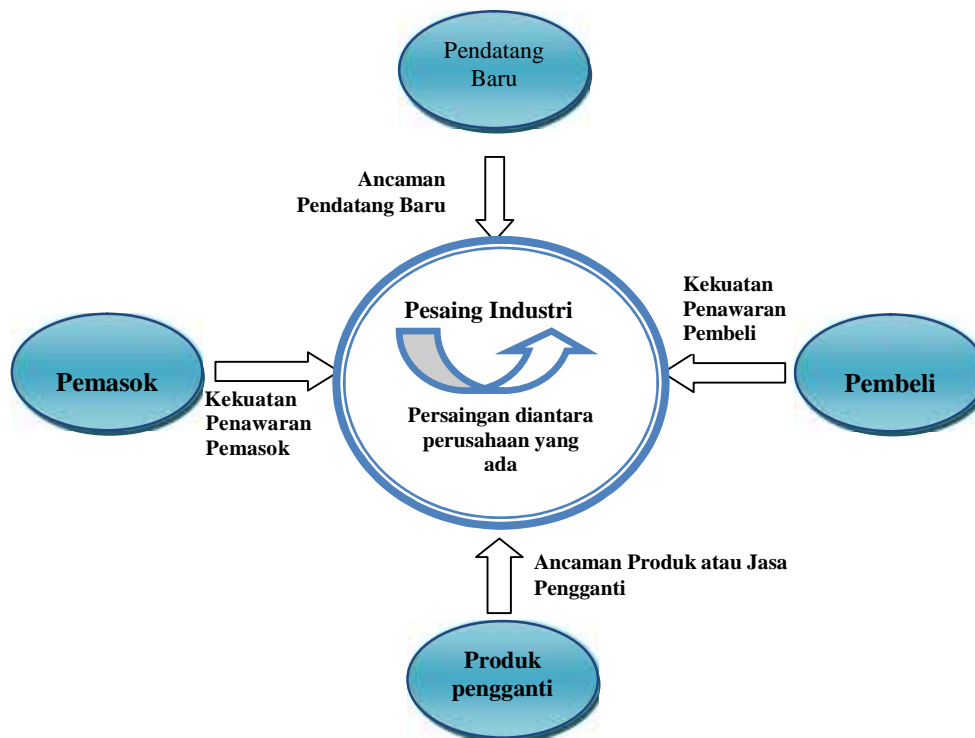 Pendatang
Baru
Ancaman
Pendatang Baru
Pesaing Industri
Kekuatan
Penawaran
Pembeli
Pemasok
Kekuatan
Penawaran
Pemasok
Persaingan diantara
perusahaan yang
ada
Pembeli
Ancaman Produk atau Jasa
Pengganti
Produk
pengganti